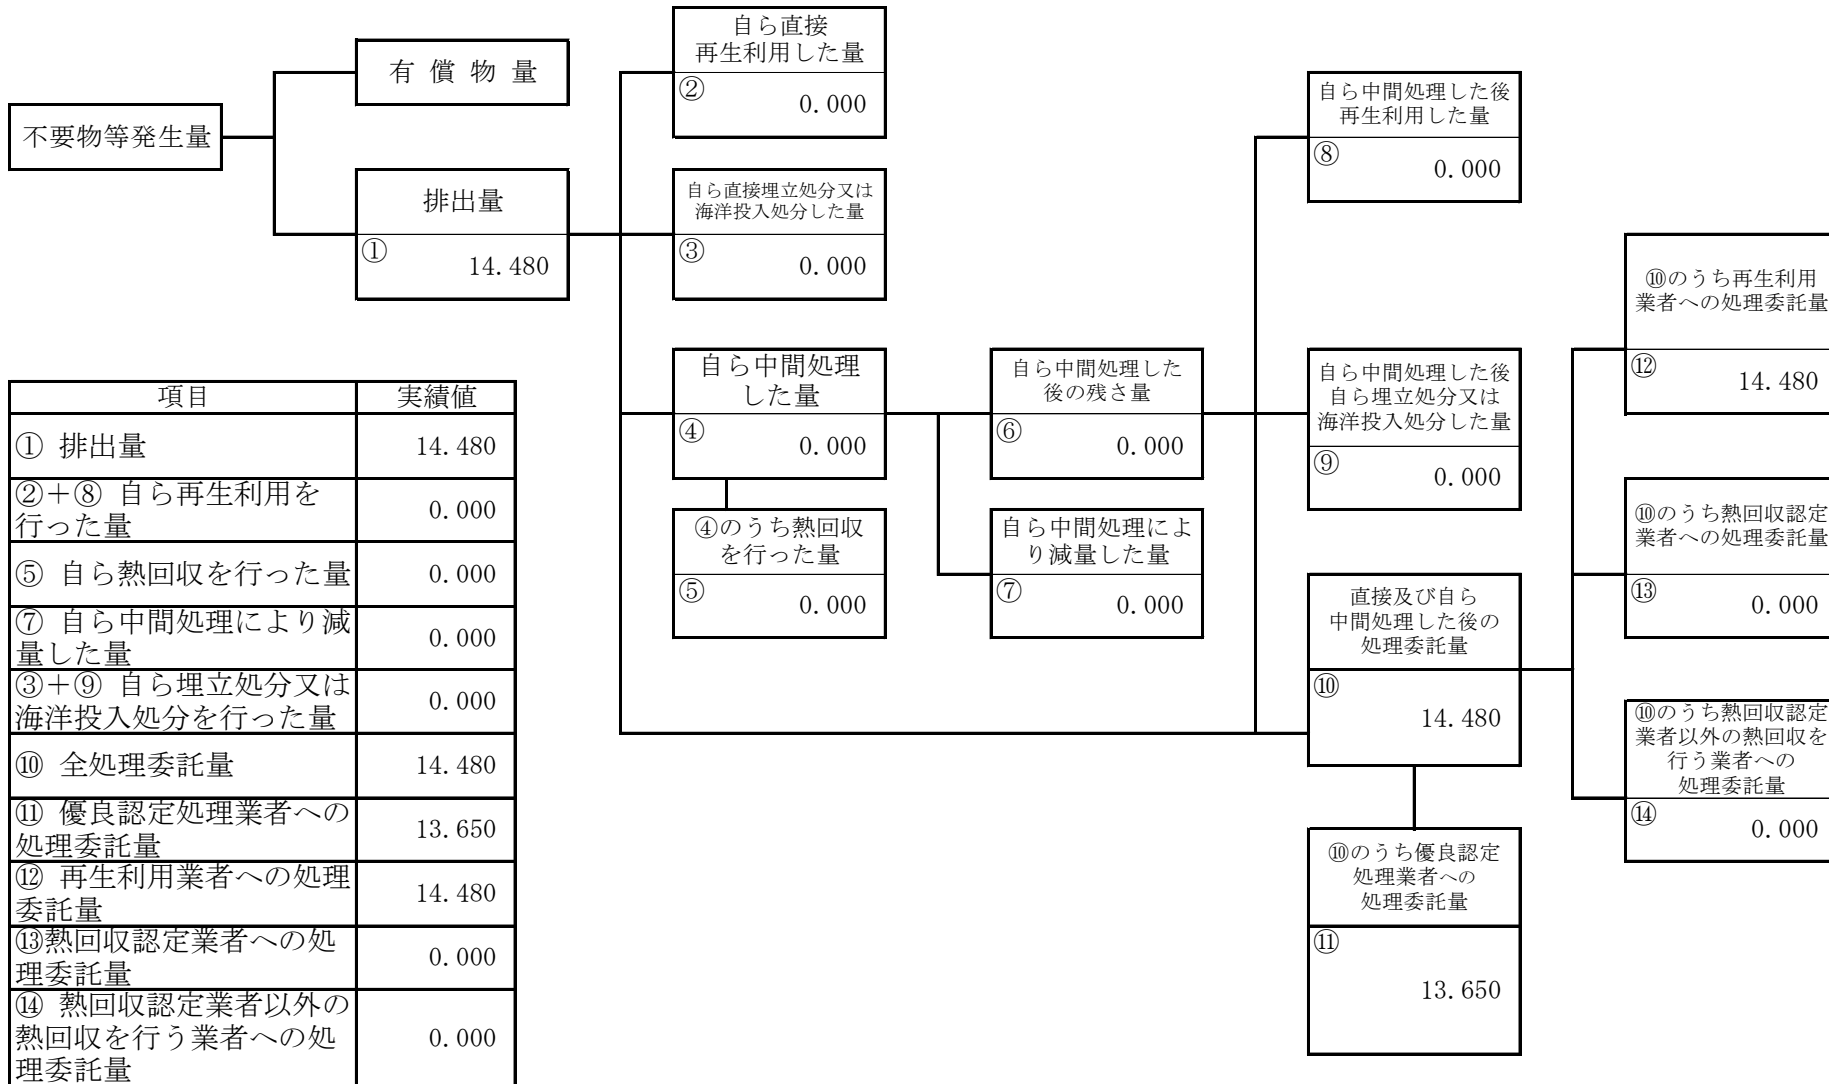 不要物等発生量
有 償 物 量
排出量
①
14.480
自ら直接
再生利用した量
②
0.000
自ら直接埋立処分又は
海洋投入処分した量
③
0.000
自ら中間処理
した量
④
0.000
④のうち熱回収
を行った量
⑤
0.000
自ら中間処理した
後の残さ量
⑥
0.000
自ら中間処理によ
り減量した量
⑦
0.000
自ら中間処理した後
再生利用した量
⑧
0.000
自ら中間処理した後
自ら埋立処分又は
海洋投入処分した量
⑨
0.000
直接及び自ら
中間処理した後の
処理委託量
⑩
14.480
⑩のうち優良認定
処理業者への
処理委託量
⑪
13.650
⑩のうち再生利用
業者への処理委託量
⑫
14.480
⑩のうち熱回収認定
業者への処理委託量
⑬
0.000
⑩のうち熱回収認定
業者以外の熱回収を
行う業者への
処理委託量
⑭
0.000
項目 実績値
① 排出量 14.480
②+⑧ 自ら再生利用を
行った量 0.000
⑤ 自ら熱回収を行った量 0.000
⑦ 自ら中間処理により減
量した量 0.000
③+⑨ 自ら埋立処分又は
海洋投入処分を行った量 0.000
⑩ 全処理委託量 14.480
⑪ 優良認定処理業者への
処理委託量 13.650
⑫ 再生利用業者への処理
委託量 14.480
⑬熱回収認定業者への処
理委託量 0.000
⑭ 熱回収認定業者以外の
熱回収を行う業者への処
理委託量 0.000